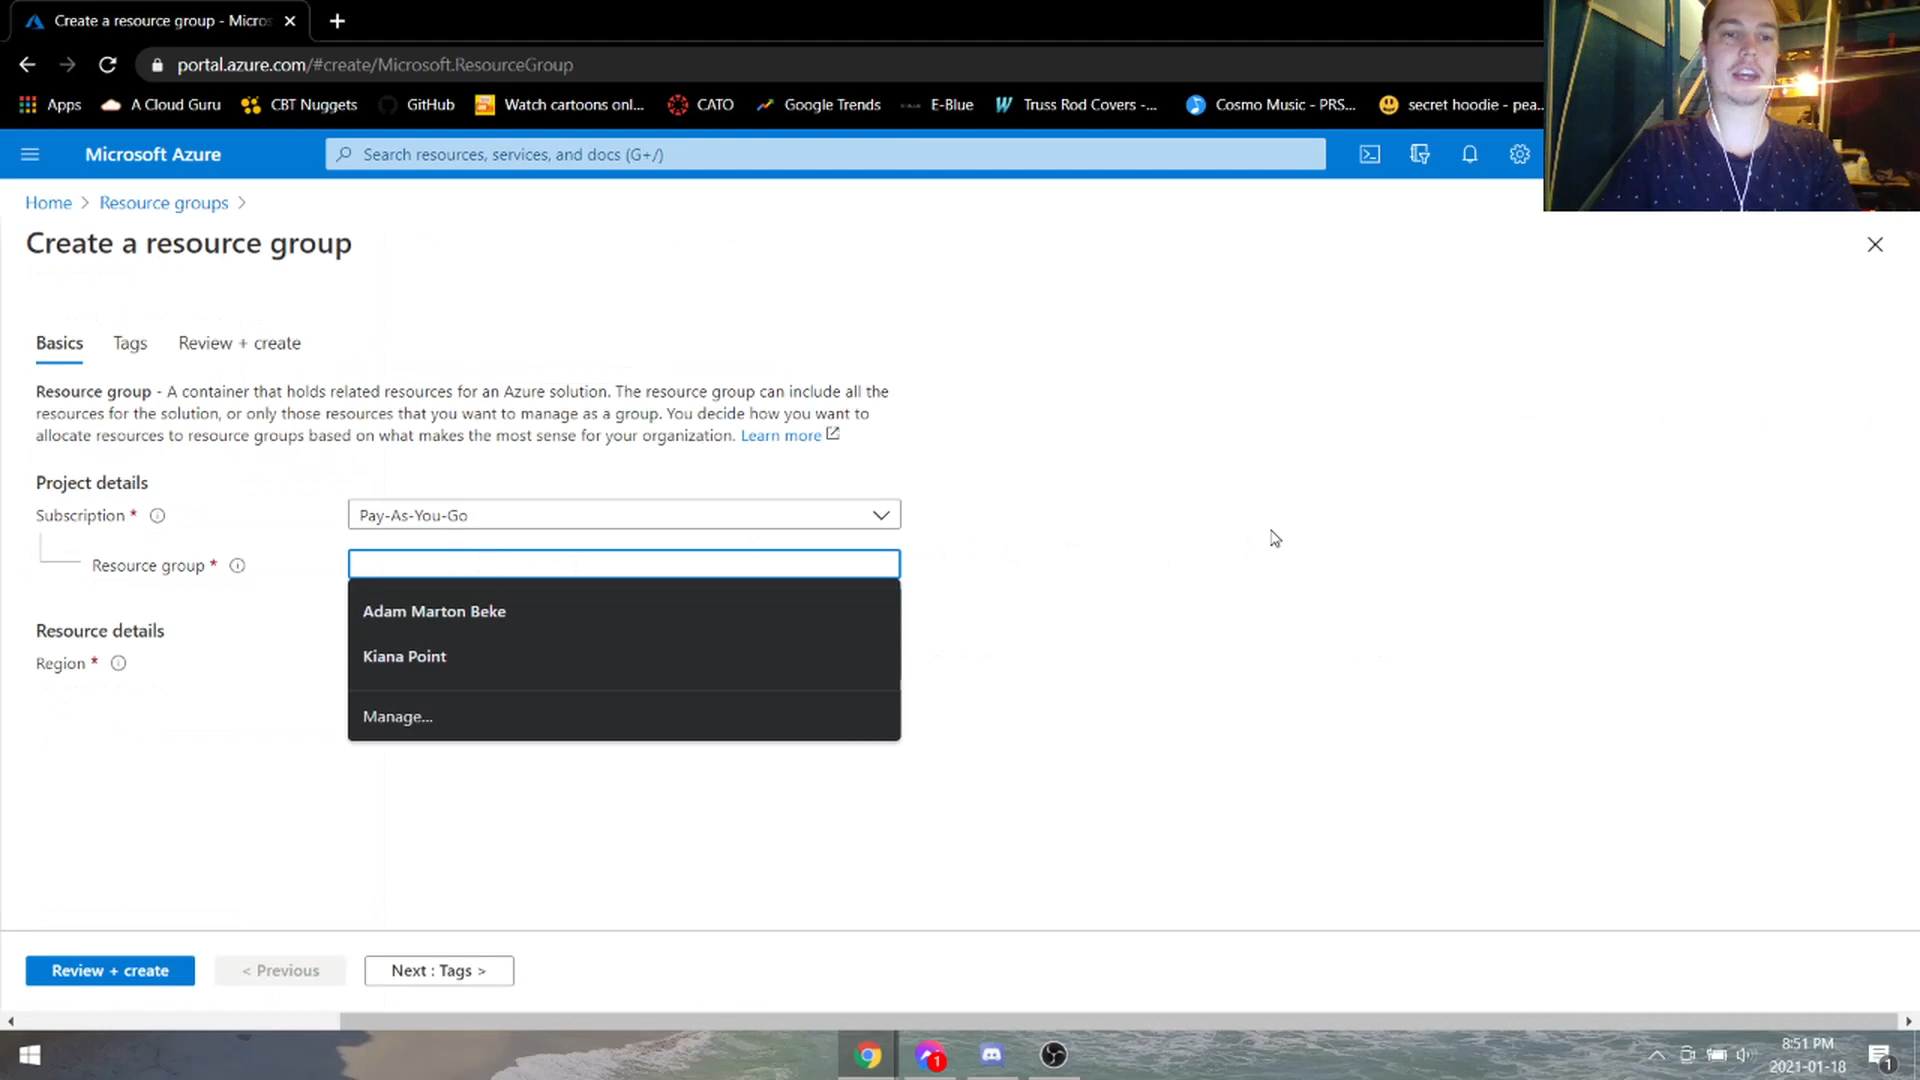 Create a resource group - Micros
portal.azure.com/#create/Microsoft.ResourceGroup
Apps A Cloud Guru CBT Nuggets GitHub Watch cartoons onl... CATO Google Trends E-Blue Truss Rod Covers -... Cosmo Music - PRS... secret hoodie - pea...
Microsoft Azure
Search resources, services, and docs (G+/)
Home > Resource groups >
Create a resource group
Basics Tags Review + create
Resource group - A container that holds related resources for an Azure solution. The resource group can include all the
resources for the solution, or only those resources that you want to manage as a group. You decide how you want to
allocate resources to resource groups based on what makes the most sense for your organization. Learn more
Project details
Subscription *
Pay-As-You-Go
Resource group *
Adam Marton Beke
Kiana Point
Manage...
Resource details
Region *
Review + create
< Previous
Next : Tags >
1
8:51 PM
2021-01-18
1